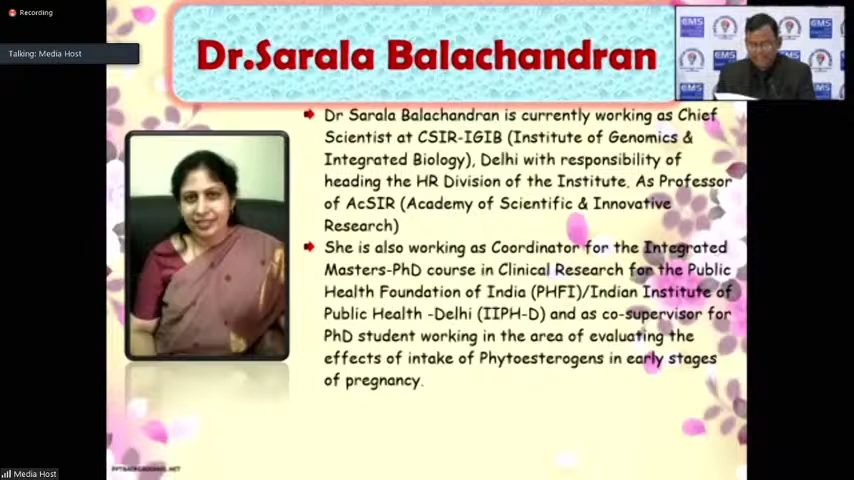 Recording
Talking: Media Host
Dr.Sarala Balachandran
EMS
EMS
Dr Sarala Balachandran is currently working as Chief
Scientist at CSIR-IGIB (Institute of Genomics &
Integrated Biology), Delhi with responsibility of
heading the HR Division of the Institute. As Professor
of AcSIR (Academy of Scientific & Innovative
Research)
She is also working as Coordinator for the Integrated
Masters-PhD course in Clinical Research for the Public
Health Foundation of India (PHFI)/Indian Institute of
Public Health -Delhi (IIPH-D) and as co-supervisor for
PhD student working in the area of evaluating the
effects of intake of Phytoesterogens in early stages
of pregnancy.
PPTBACKGROUNDS.NET
Media Host